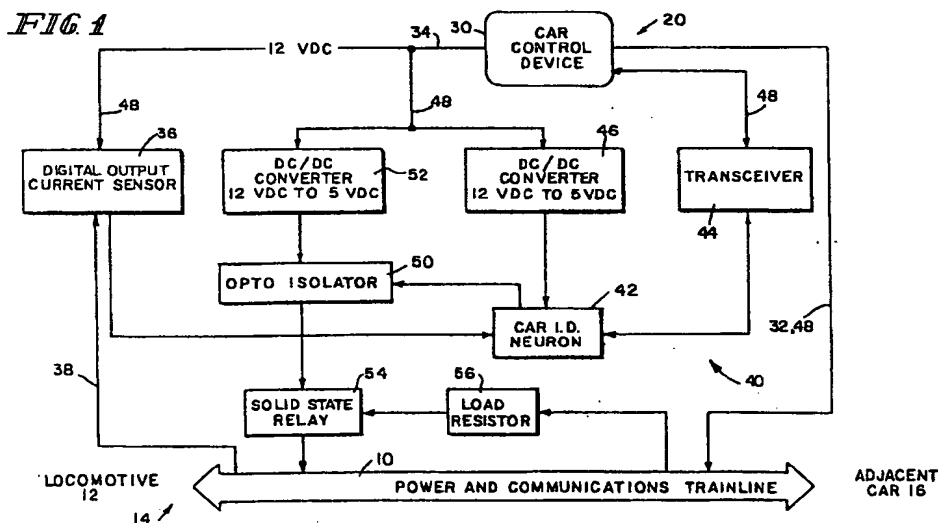 FIG. 1
12 VDC
34
30
CAR
CONTROL
DEVICE
20
48
48
48
36
DIGITAL OUTPUT
CURRENT SENSOR
DC/DC
CONVERTER
12 VDC TO 5 VDC
52
46
DC/DC
CONVERTER
12 VDC TO 5VDC
TRANSCEIVER
44
50
OPTO ISOLATOR
42
CAR I.D.
NEURON
32,48
38
54
SOLID STATE
RELAY
56
LOAD
RESISTOR
40
LOCOMOTIVE
12
10
POWER AND COMMUNICATIONS TRAINLINE
ADJACENT
CAR 16
14